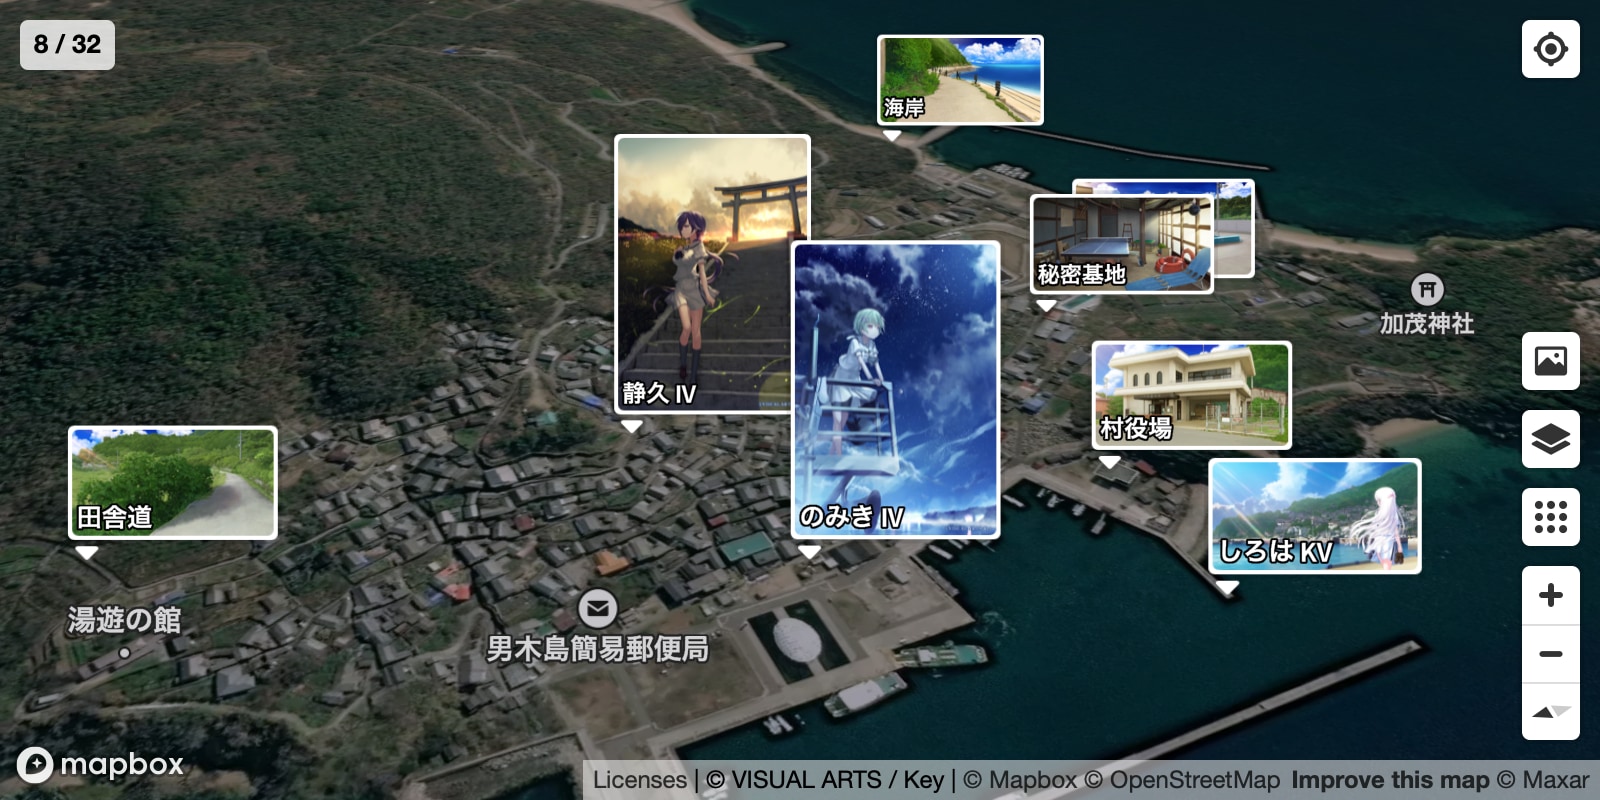 8 / 32
海岸
秘密基地
加茂神社
静久 IV
村役場
のみき IV
田舎道
しろは KV
湯遊の館
男木島簡易郵便局
mapbox
Licenses | © VISUAL ARTS / Key | © Mapbox © OpenStreetMap Improve this map © Maxar